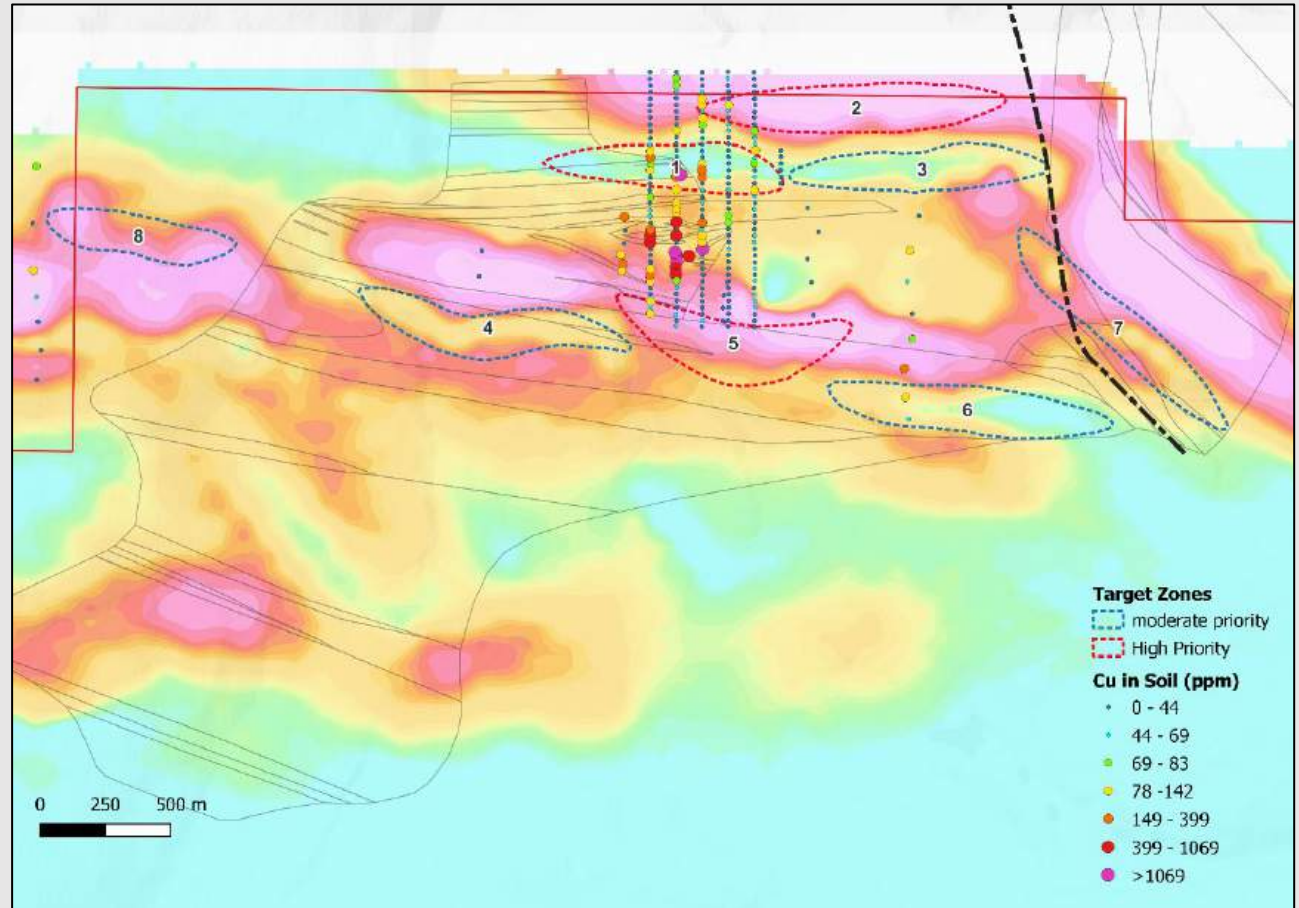 2
1
3
8
4
5
7
6
Target Zones
moderate priority
High Priority
Cu in Soil (ppm)
0 - 44
44 - 69
69 - 83
78 -142
149 - 399
399 - 1069
>1069
0 250 500 m